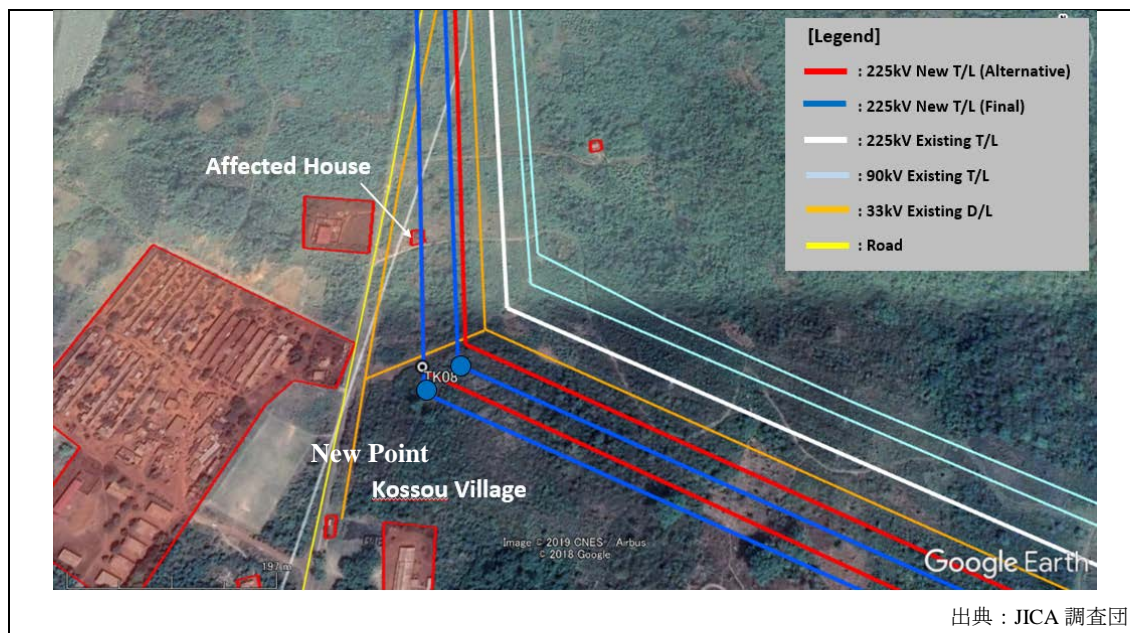 [Legend]
: 225kV New T/L (Alternative)
: 225kV New T/L (Final)
: 225kV Existing T/L
: 90kV Existing T/L
: 33kV Existing D/L
: Road
Affected House
TK08
New Point
Kossou Village
Image © 2019 CNES / Airbus
© 2018 Google
Google Earth
197 m
出典：JICA 調査団